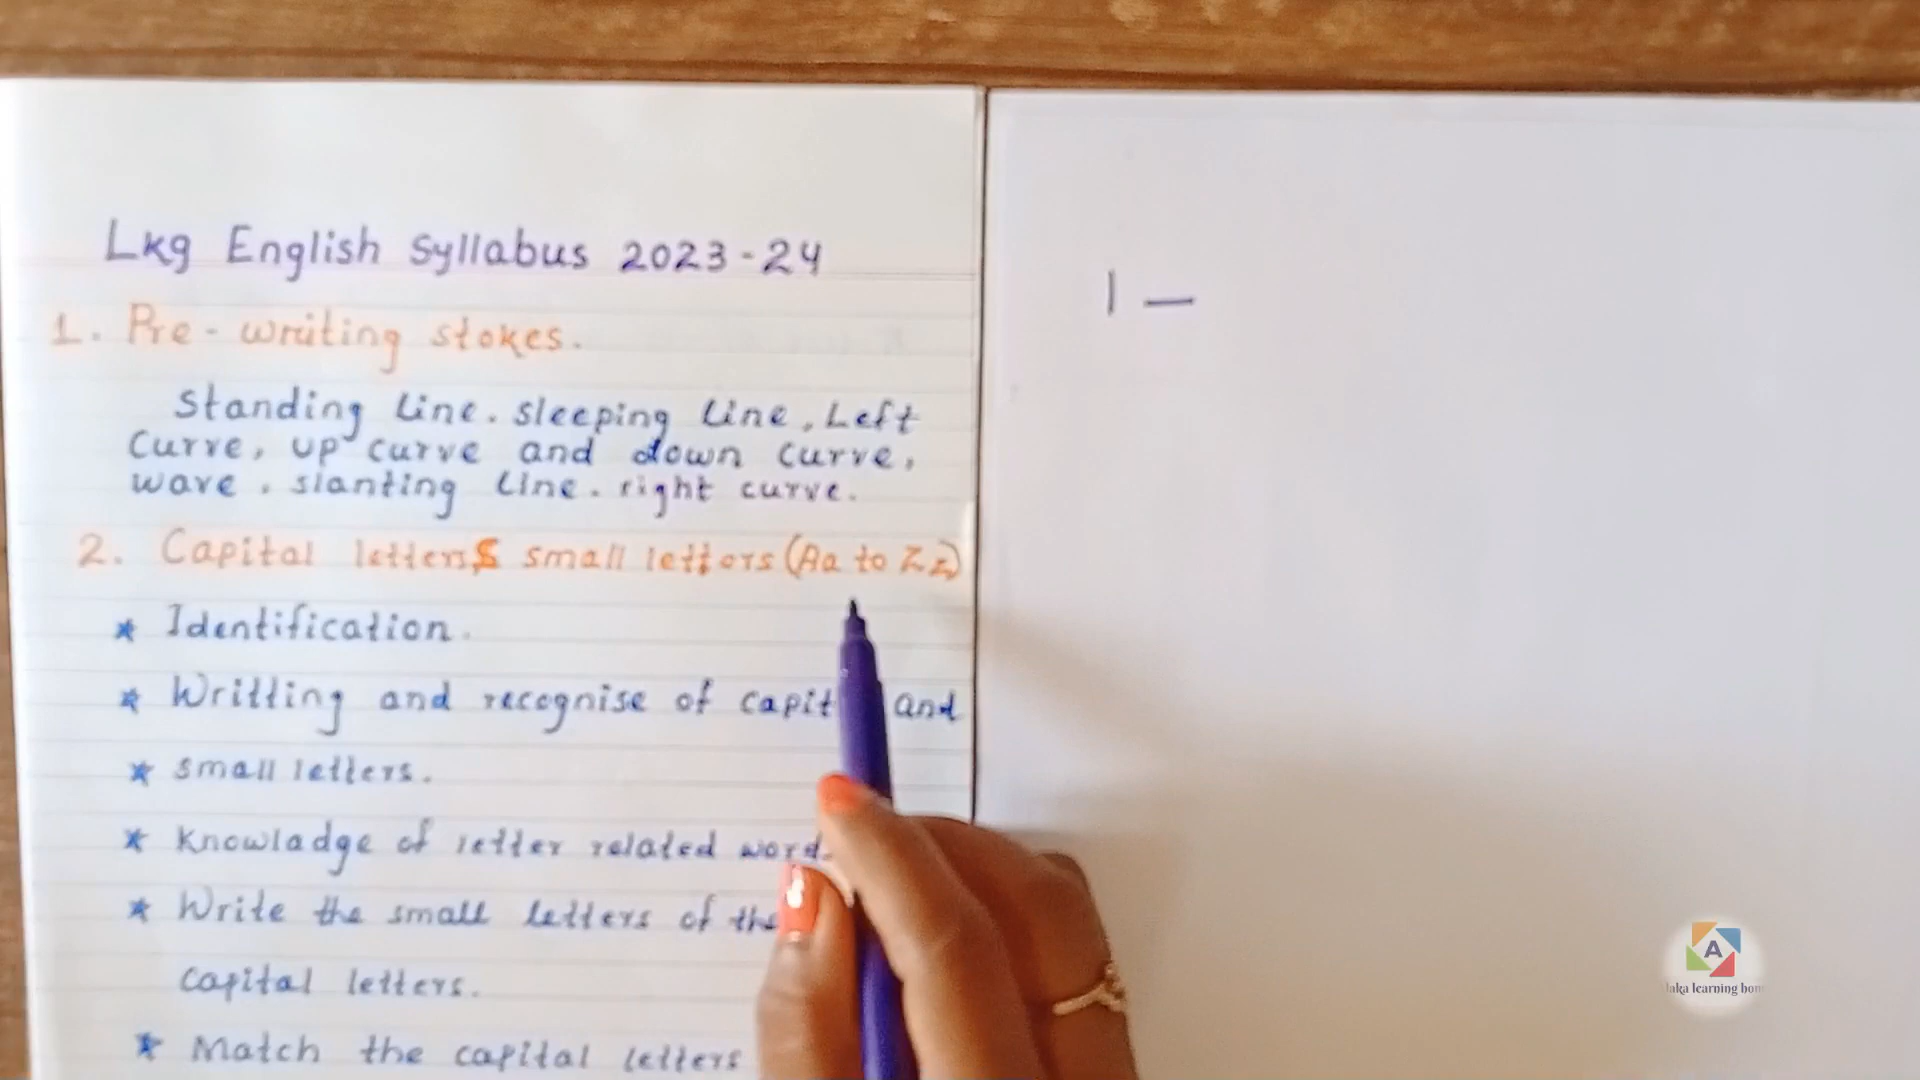 Lkg English Syllabus 2023-24
1. Pre-writing stokes.
Standing line. sleeping line, Left
Curve, up curve and down curve,
wave, slanting line. right curve.
2. Capital letters small letters (Aa to Zz)
* Identification.
* Writting and recognise of and
* small letters.
* Knowladge of letter related word.
* Write the small letters of the
capital letters.
* Match the capital letters
| —
A
learning